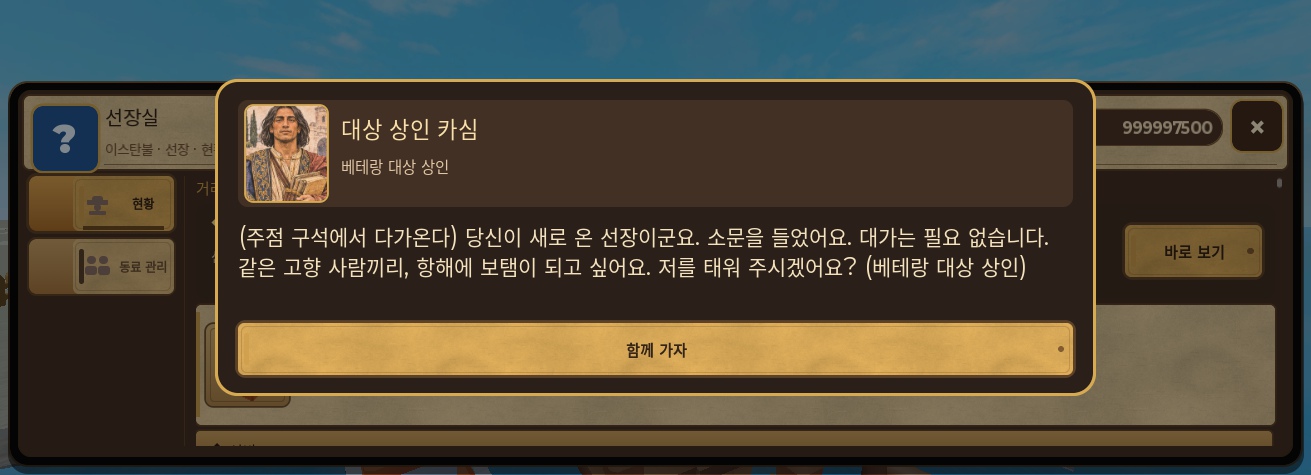 선장실
이스탄불 · 선장 · 현
999997500
현황
동료 관리
거
바로 보기
대상 상인 카심
베테랑 대상 상인
(주점 구석에서 다가온다) 당신이 새로 온 선장이군요. 소문을 들었어요. 대가는 필요 없습니다.
같은 고향 사람끼리, 항해에 보탬이 되고 싶어요. 저를 태워 주시겠어요? (베테랑 대상 상인)
함께 가자